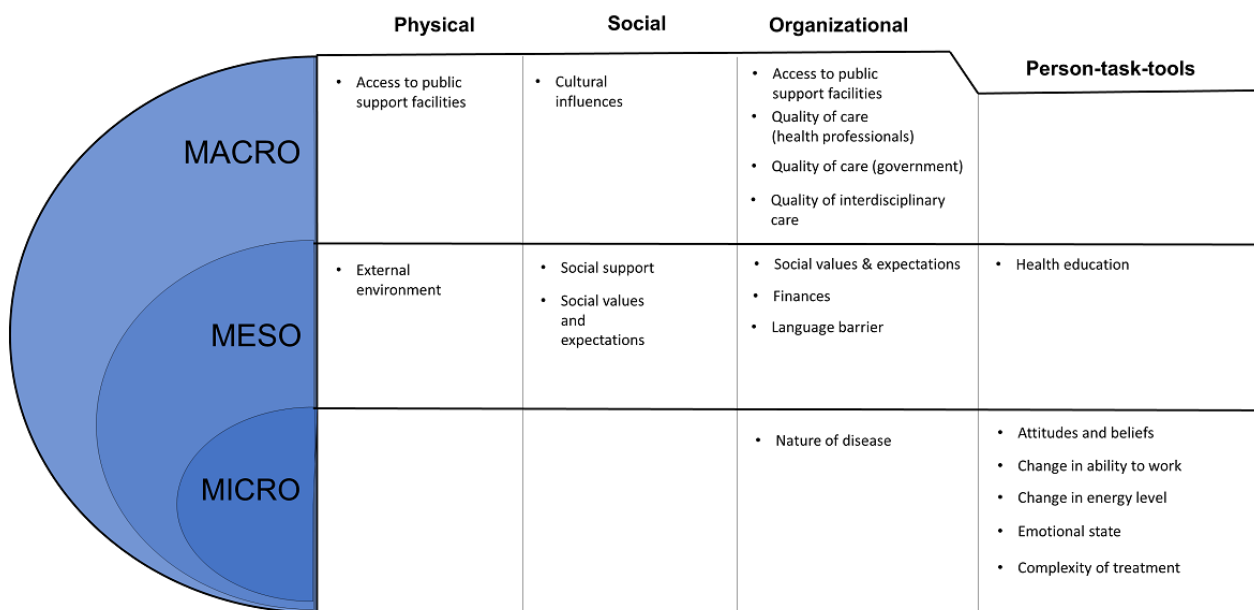 Physical
Social
Organizational
Person-task-tools
MACRO
• Access to public
support facilities
• Cultural
influences
• Access to public
support facilities
• Quality of care
(health professionals)
• Quality of care (government)
• Quality of interdisciplinary
care
MESO
• External
environment
• Social support
• Social values
and
expectations
• Social values & expectations
• Finances
• Language barrier
• Health education
MICRO
• Nature of disease
• Attitudes and beliefs
• Change in ability to work
• Change in energy level
• Emotional state
• Complexity of treatment